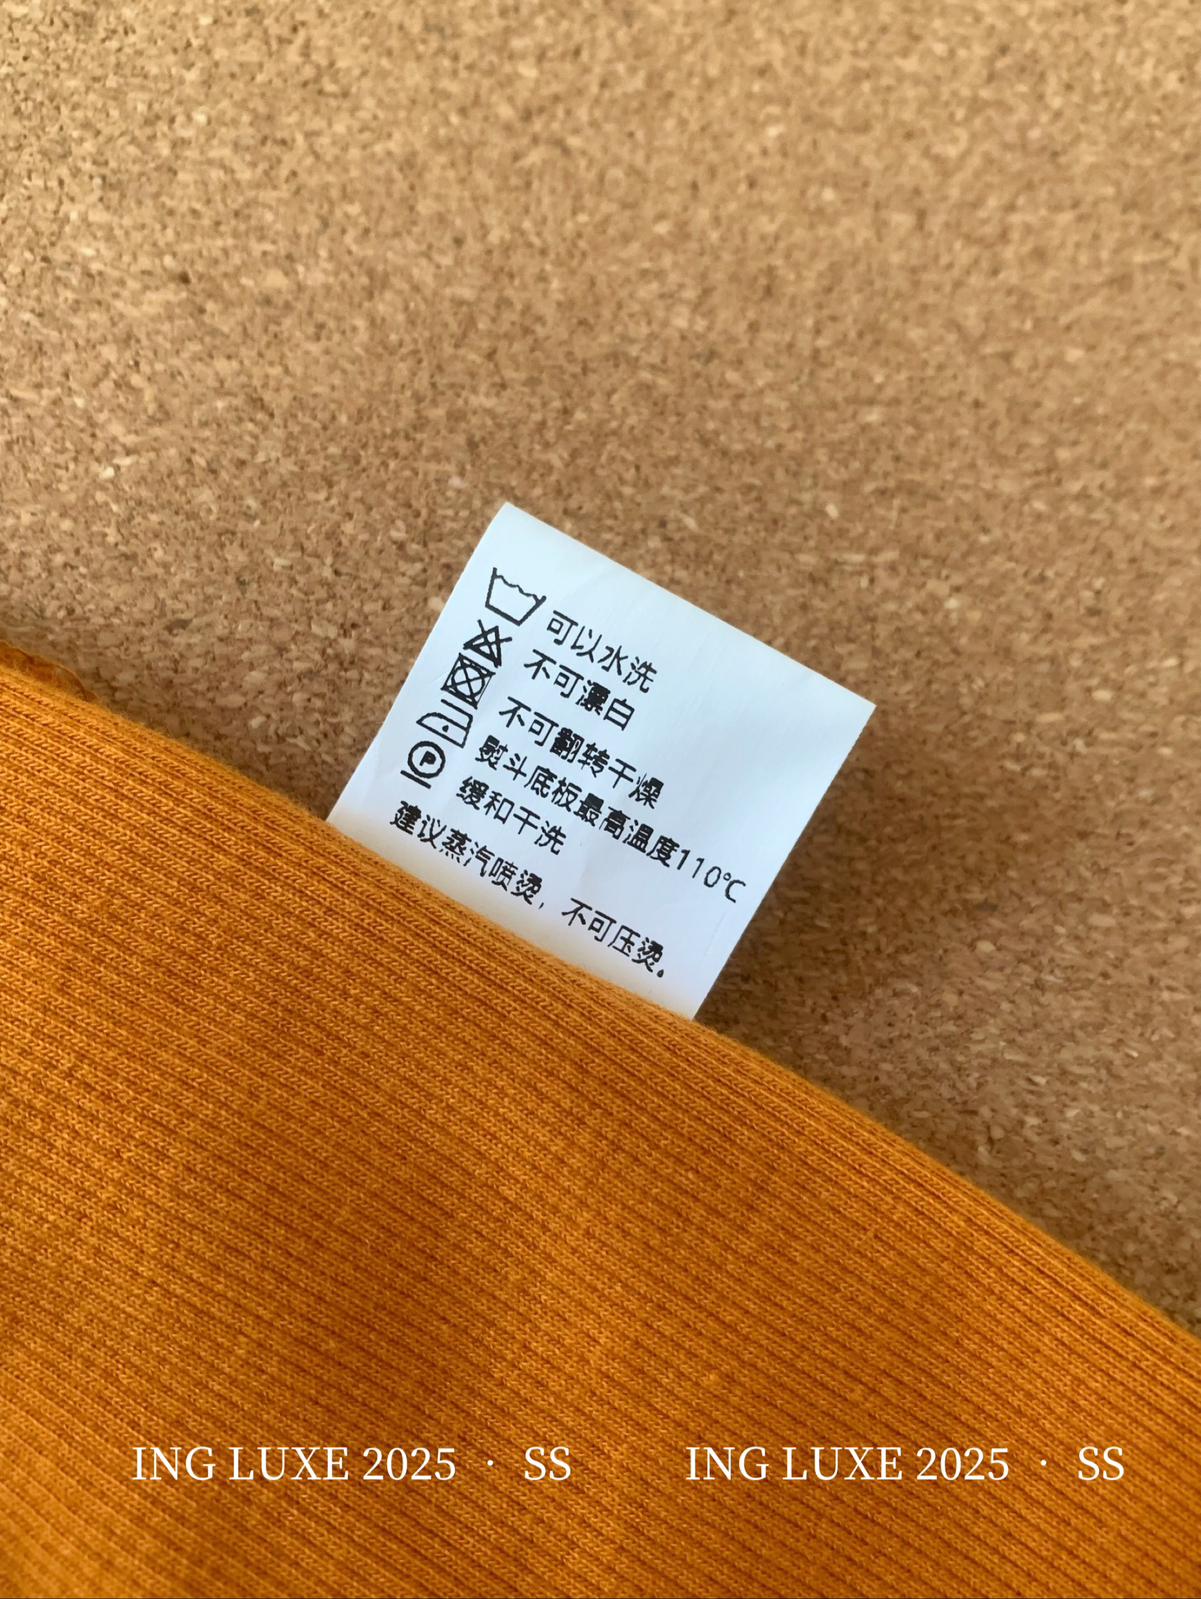 可以水洗
不可漂白
不可翻转干燥
熨斗底板最高温度110℃
P 缓和干洗
建议蒸汽喷烫，不可压烫。
ING LUXE 2025 · SS ING LUXE 2025 · SS